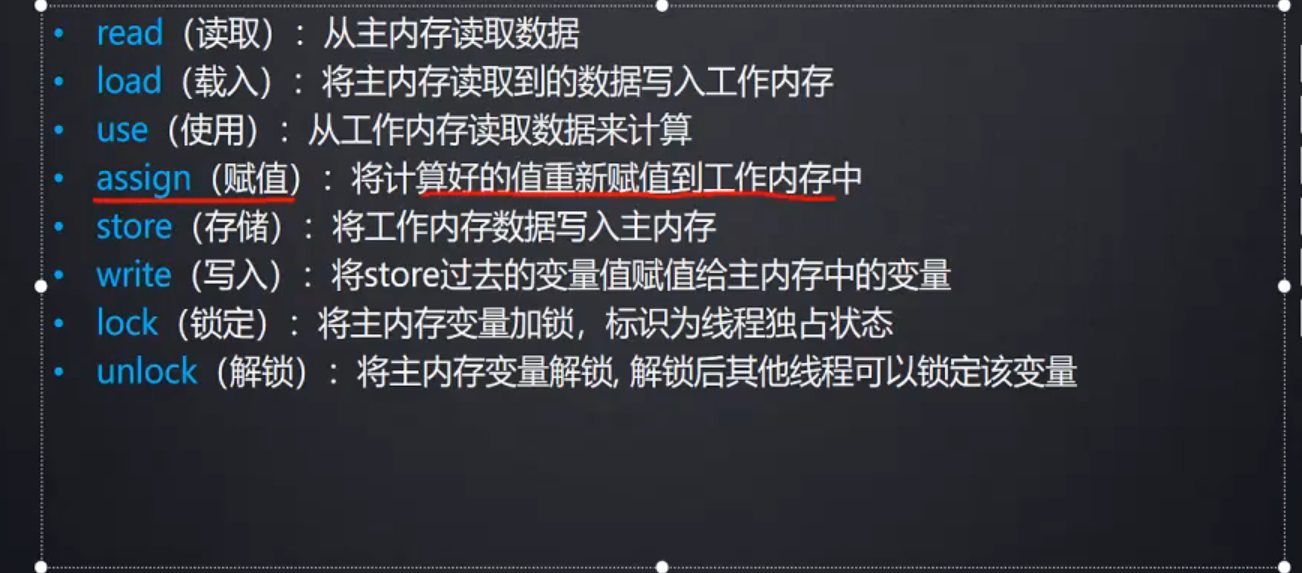 • read（读取）：从主内存读取数据
• load（载入）：将主内存读取到的数据写入工作内存
• use（使用）：从工作内存读取数据来计算
• assign（赋值）：将计算好的值重新赋值到工作内存中
• store（存储）：将工作内存数据写入主内存
• write（写入）：将store过去的变量值赋值给主内存中的变量
• lock（锁定）：将主内存变量加锁，标识为线程独占状态
• unlock（解锁）：将主内存变量解锁, 解锁后其他线程可以锁定该变量